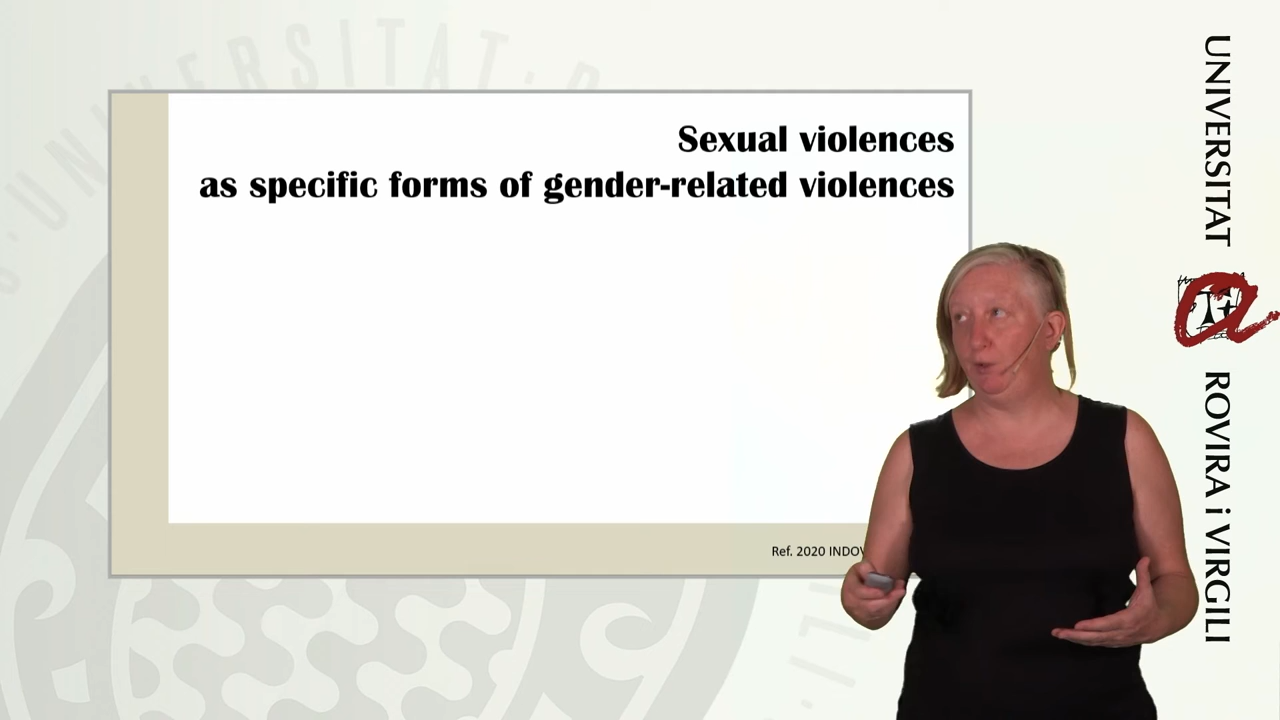 Sexual violences
as specific forms of gender-related violences
Ref. 2020 INDOV
UNIVERSITAT
ROVIRA i VIRGILI